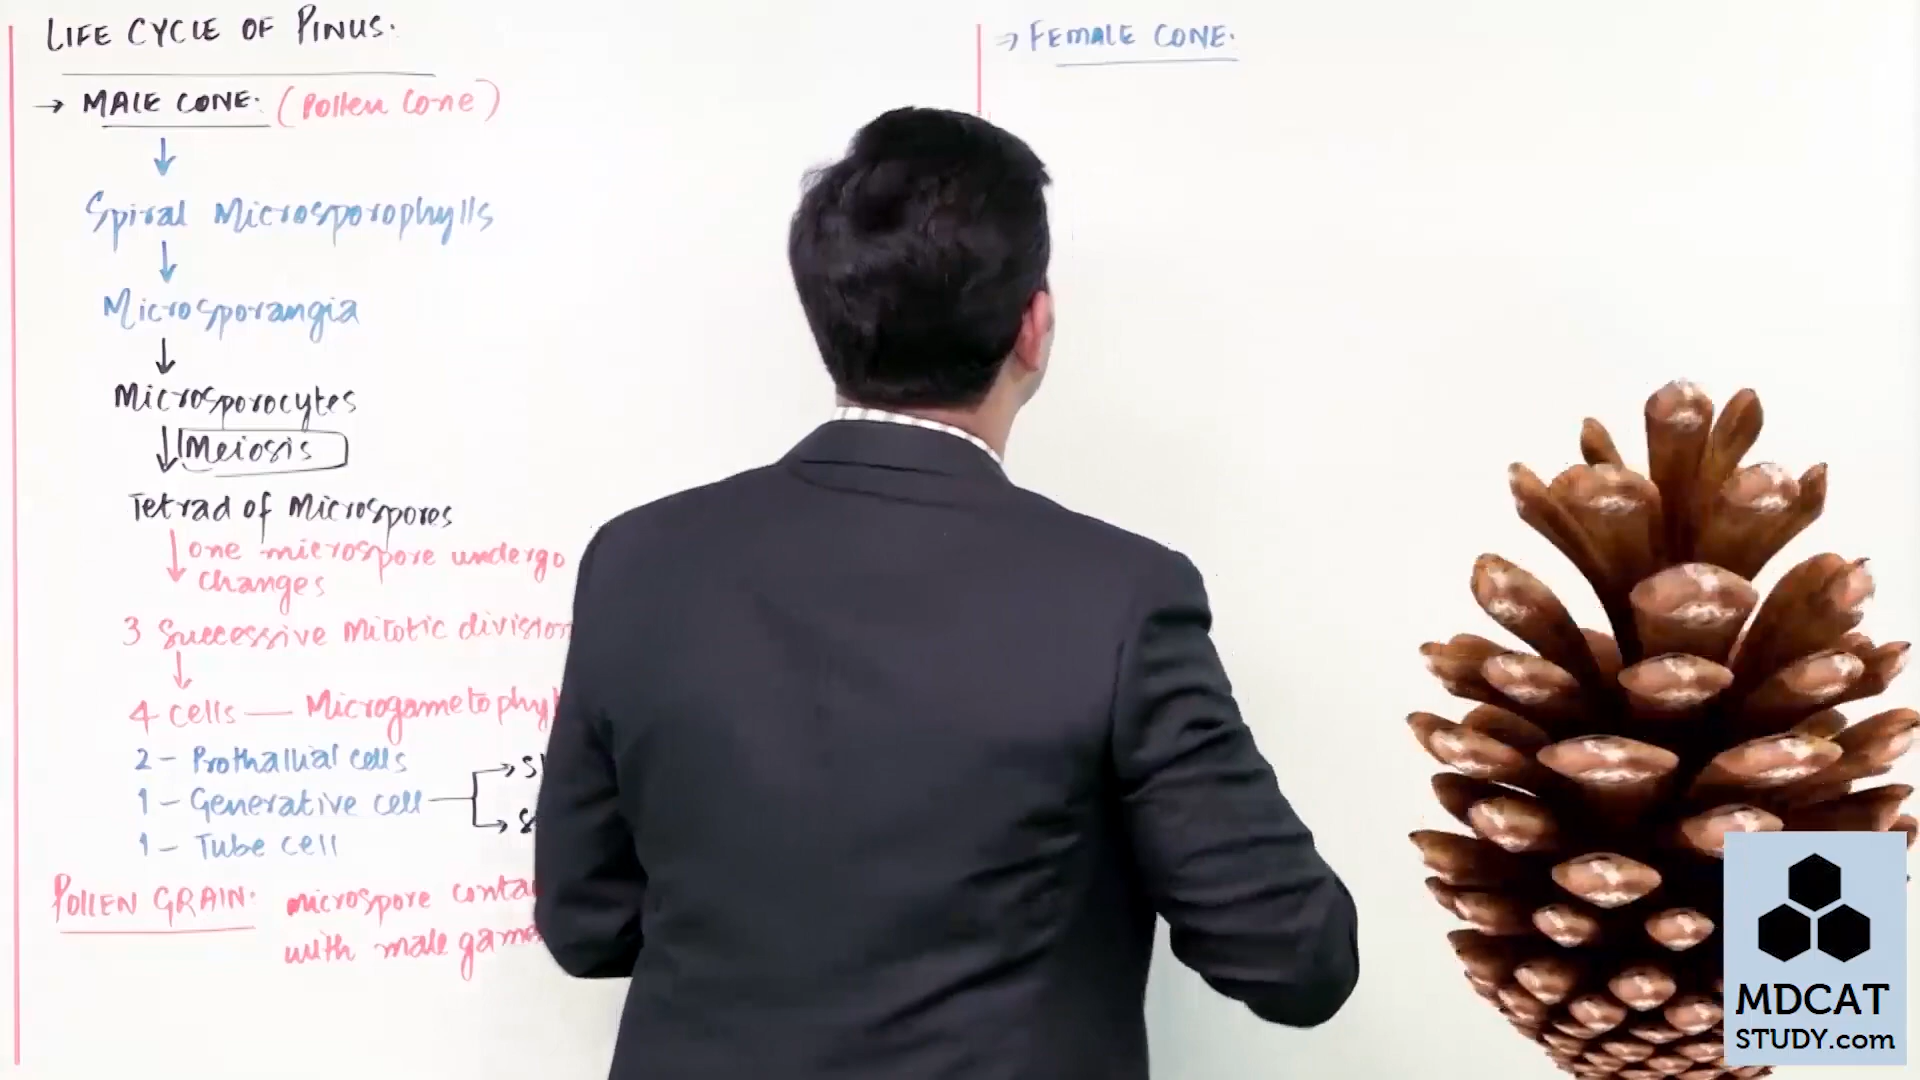 LIFE CYCLE OF PINUS.
→ MALE CONE: (Pollen Cone)
Spiral Microsporophylls
Microsporangia
Microsporocytes
Meiosis
Tetrad of Microspores
one microspore undergo
changes
3 Successive Mitotic division
4 cells — Microgametophy
2 - Prothallial cells
1 - Generative cell
1 - Tube cell
POLLEN GRAIN: microspore conta
with male game
⇒ FEMALE CONE.
MDCAT
STUDY.com